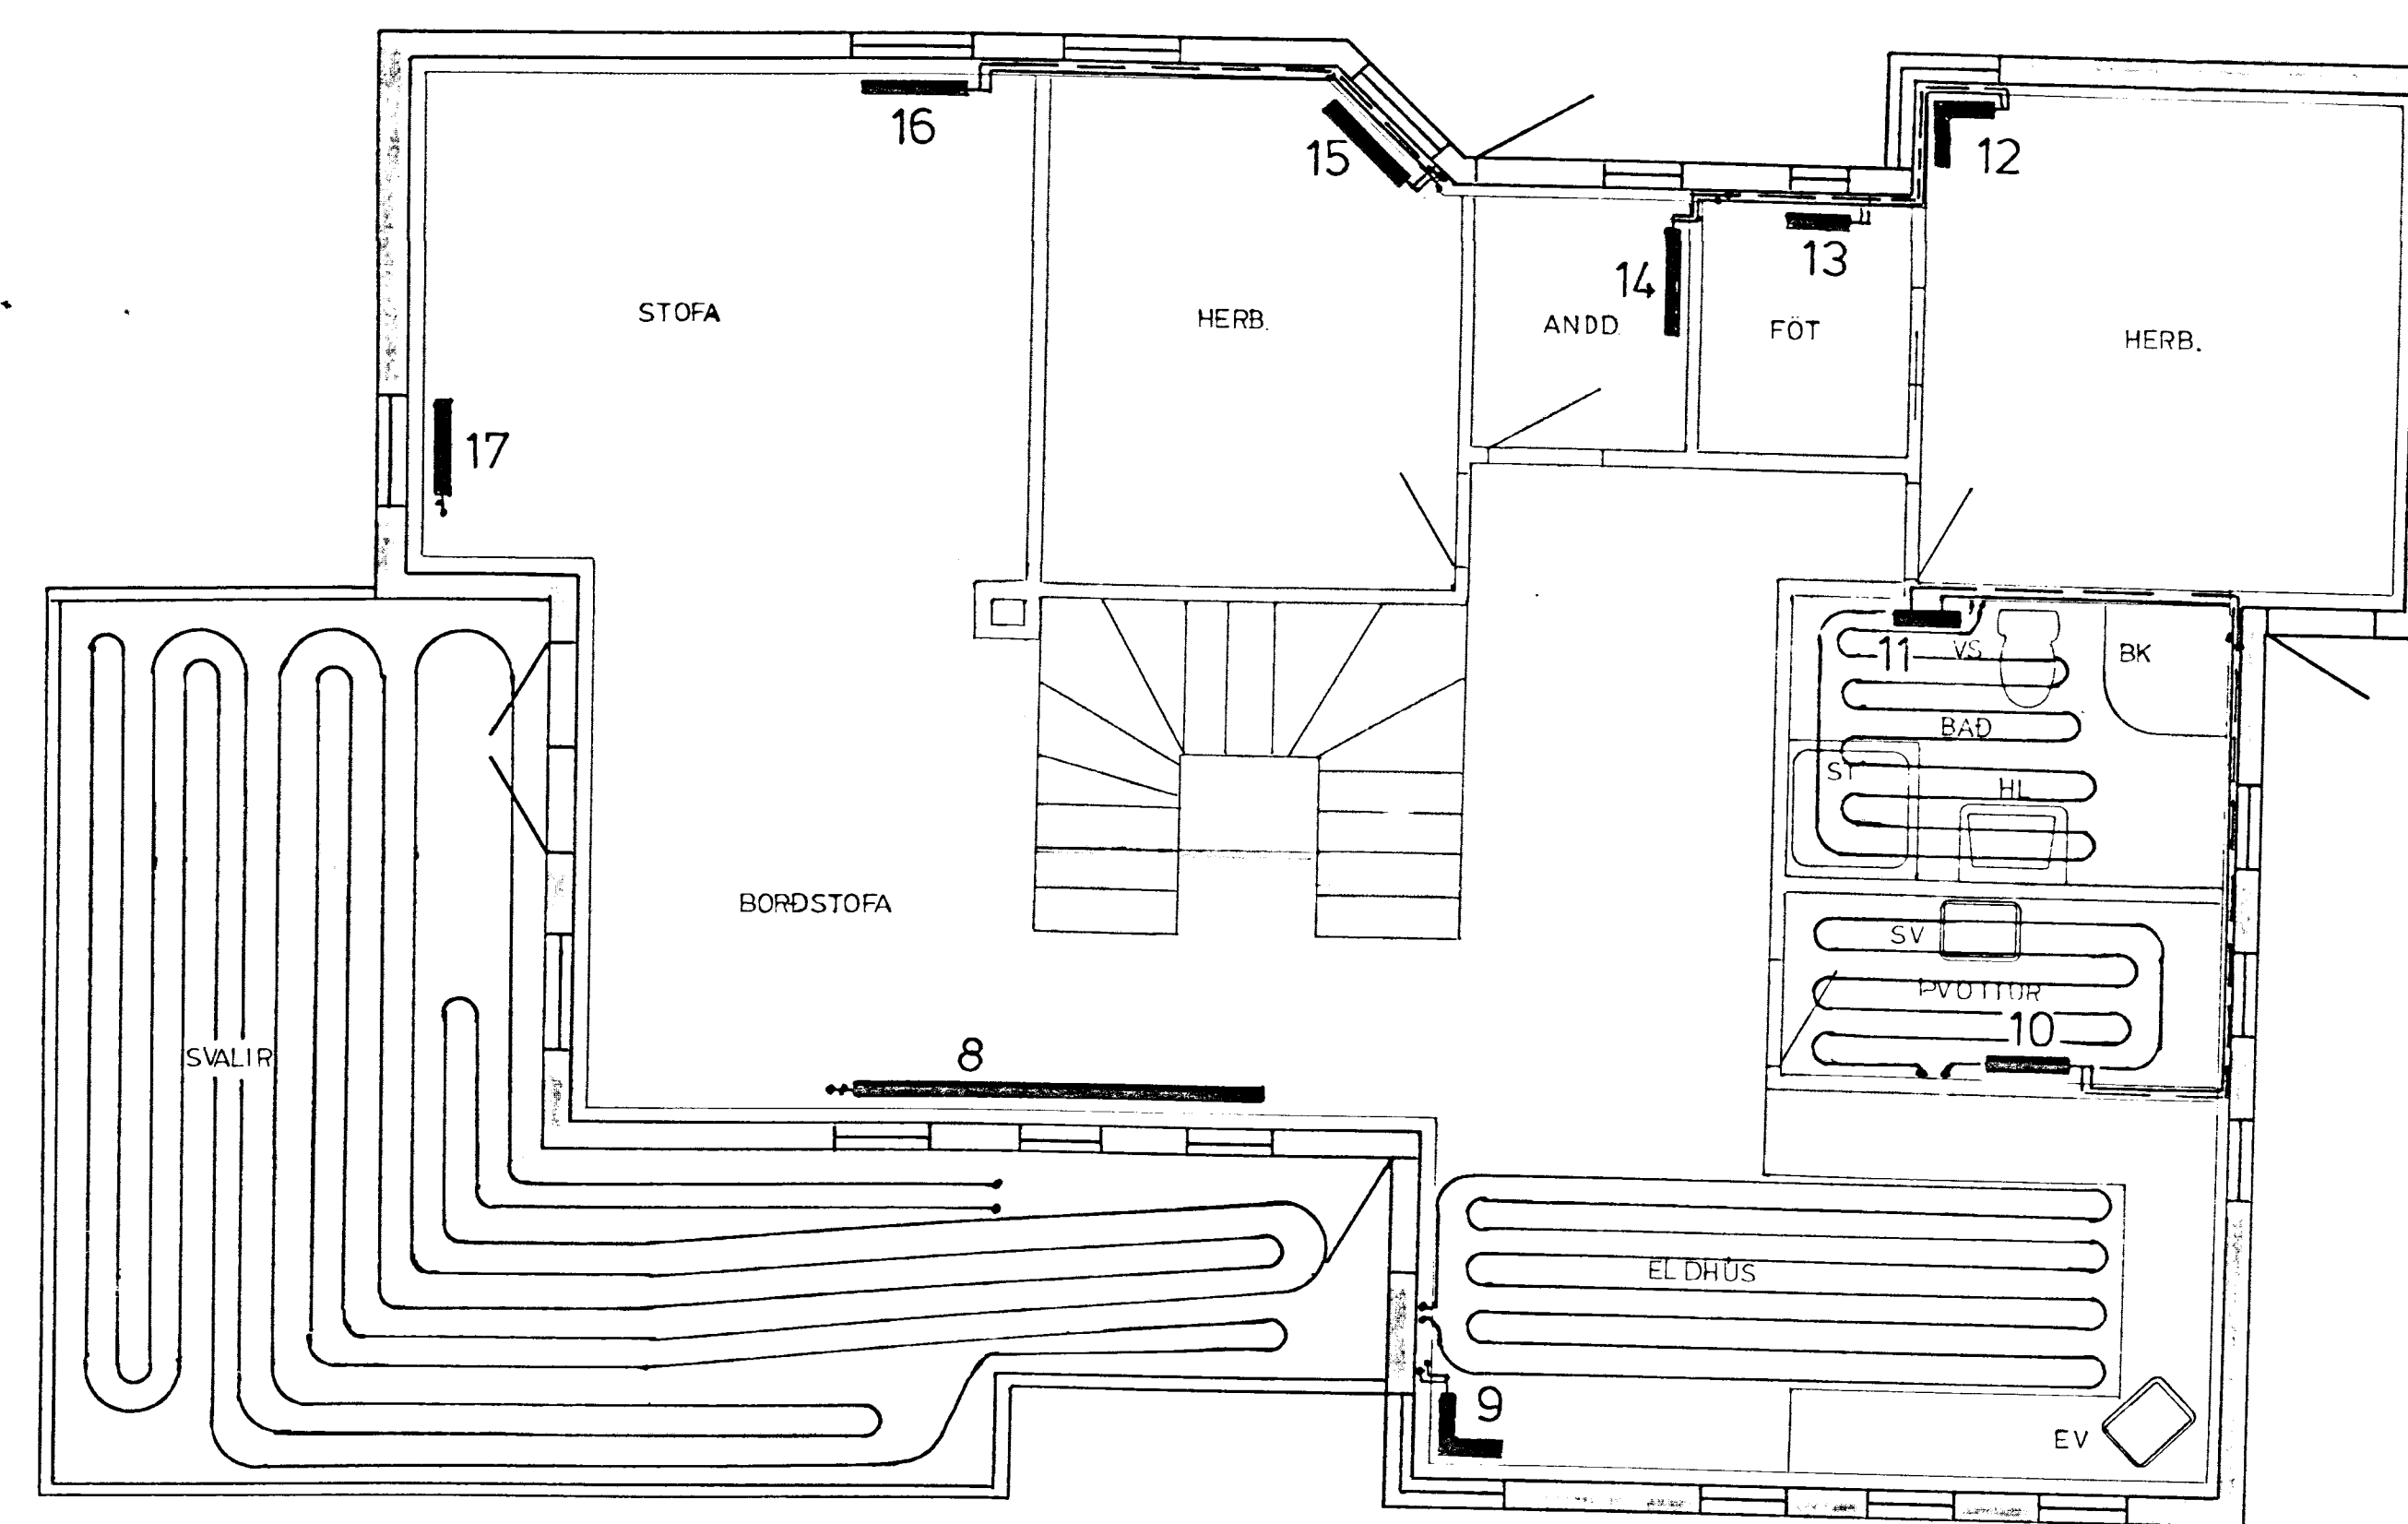 16
15
12
13
14
STOFA
HERB.
ANDD.
FÖT
HERB.
17
11
VS
BK
BAÐ
ST
HL
BORÐSTOFA
SV
ÞVOTTUR
10
8
SVALIR
ELDHÚS
9
EV